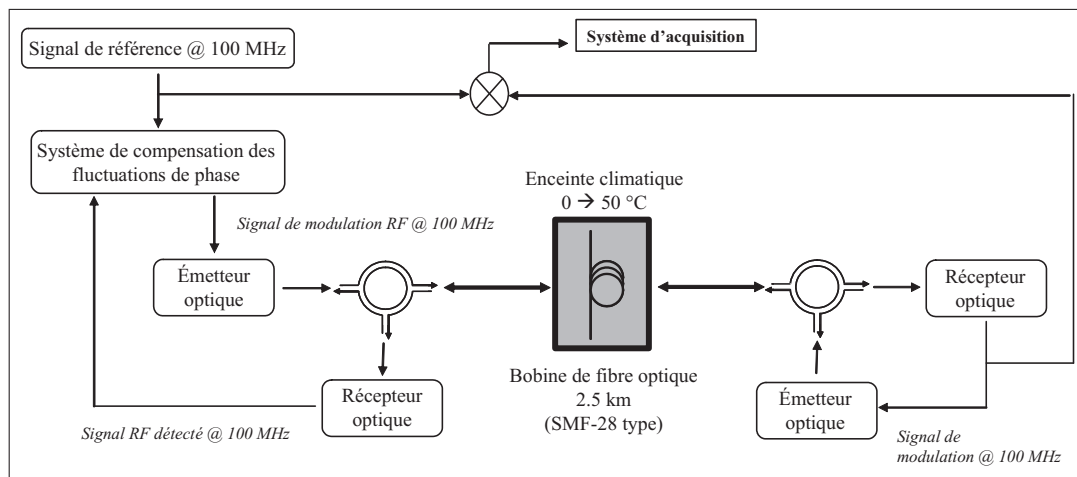 Signal de référence @ 100 MHz
Système d'acquisition
Système de compensation des
fluctuations de phase
Enceinte climatique
0 → 50 °C
Signal de modulation RF @ 100 MHz
Émetteur
optique
Récepteur
optique
Bobine de fibre optique
2.5 km
(SMF-28 type)
Récepteur
optique
Émetteur
optique
Signal RF détecté @ 100 MHz
Signal de
modulation @ 100 MHz